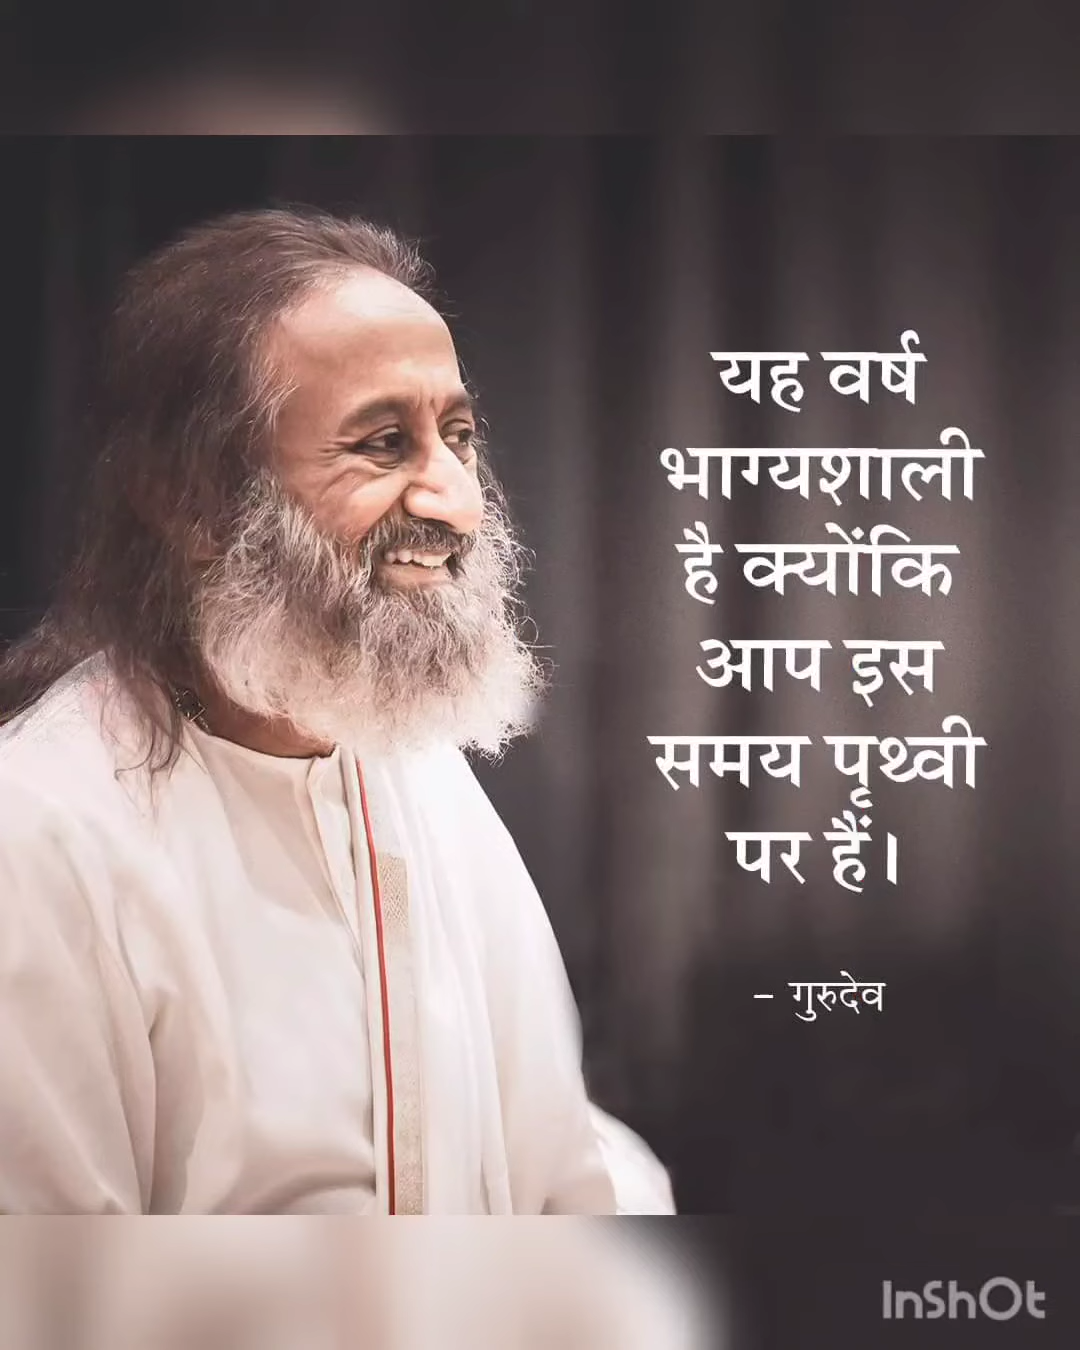 यह वर्ष
भाग्यशाली
है क्योंकि
आप इस
समय पृथ्वी
पर हैं।
– गुरुदेव
InShOt